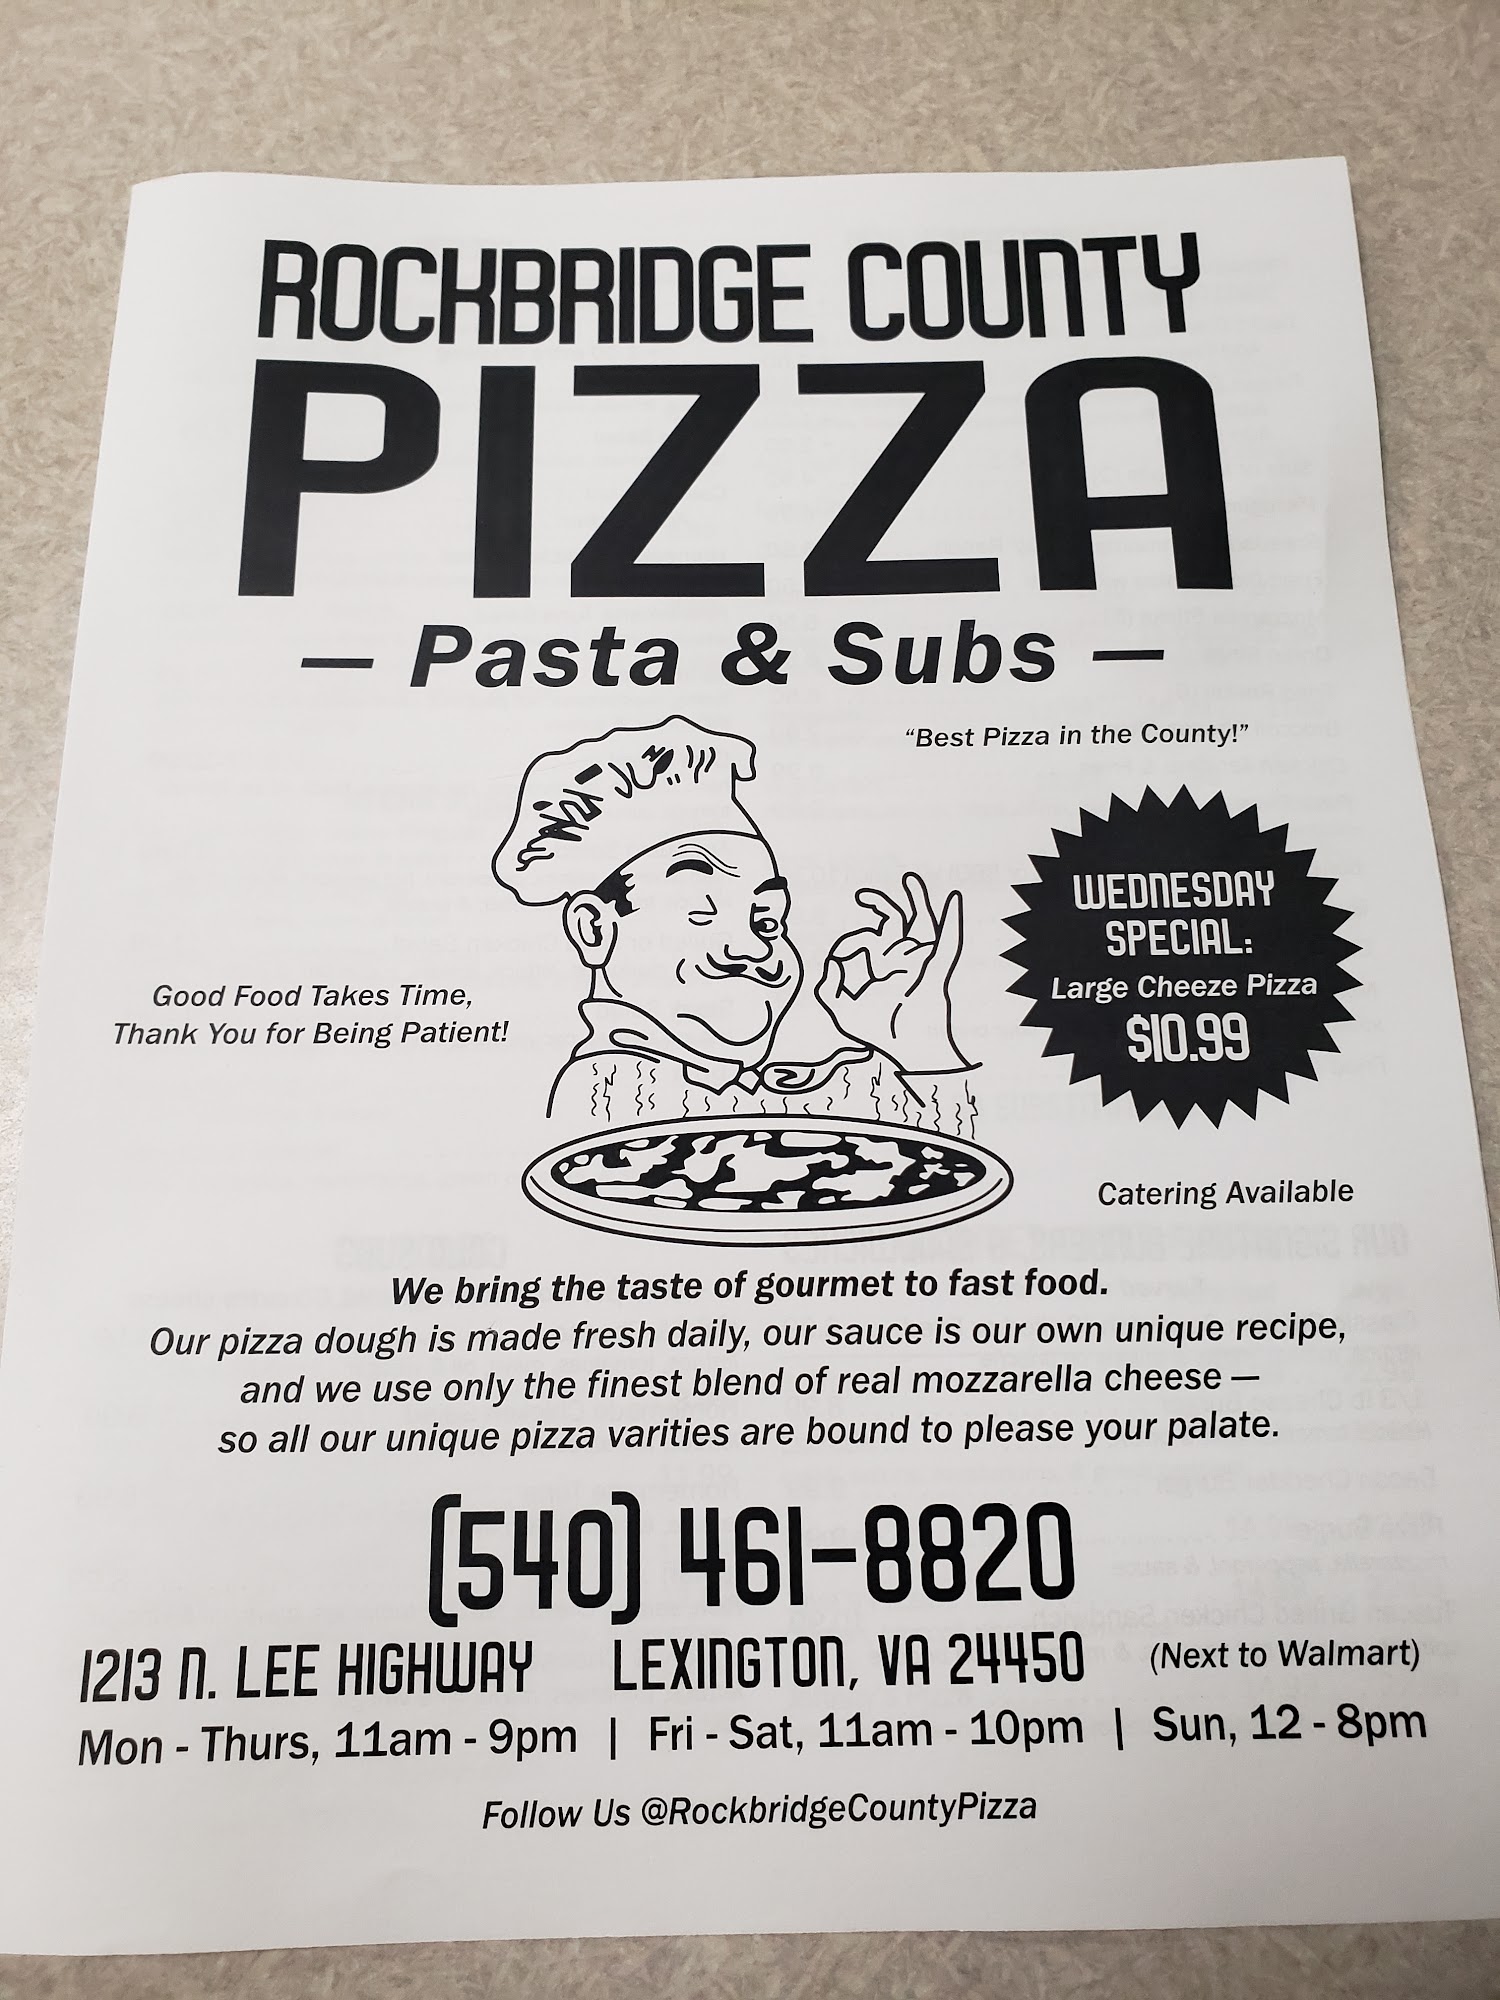 ROCKBRIDGE COUNTY
PIZZA
— Pasta & Subs —
"Best Pizza in the County!"
WEDNESDAY
SPECIAL:
Large Cheeze Pizza
$10.99
Good Food Takes Time,
Thank You for Being Patient!
Catering Available
We bring the taste of gourmet to fast food.
Our pizza dough is made fresh daily, our sauce is our own unique recipe,
and we use only the finest blend of real mozzarella cheese —
so all our unique pizza varities are bound to please your palate.
(540) 461-8820
1213 N. LEE HIGHWAY LEXINGTON, VA 24450 (Next to Walmart)
Mon - Thurs, 11am - 9pm | Fri - Sat, 11am - 10pm | Sun, 12 - 8pm
Follow Us @RockbridgeCountyPizza